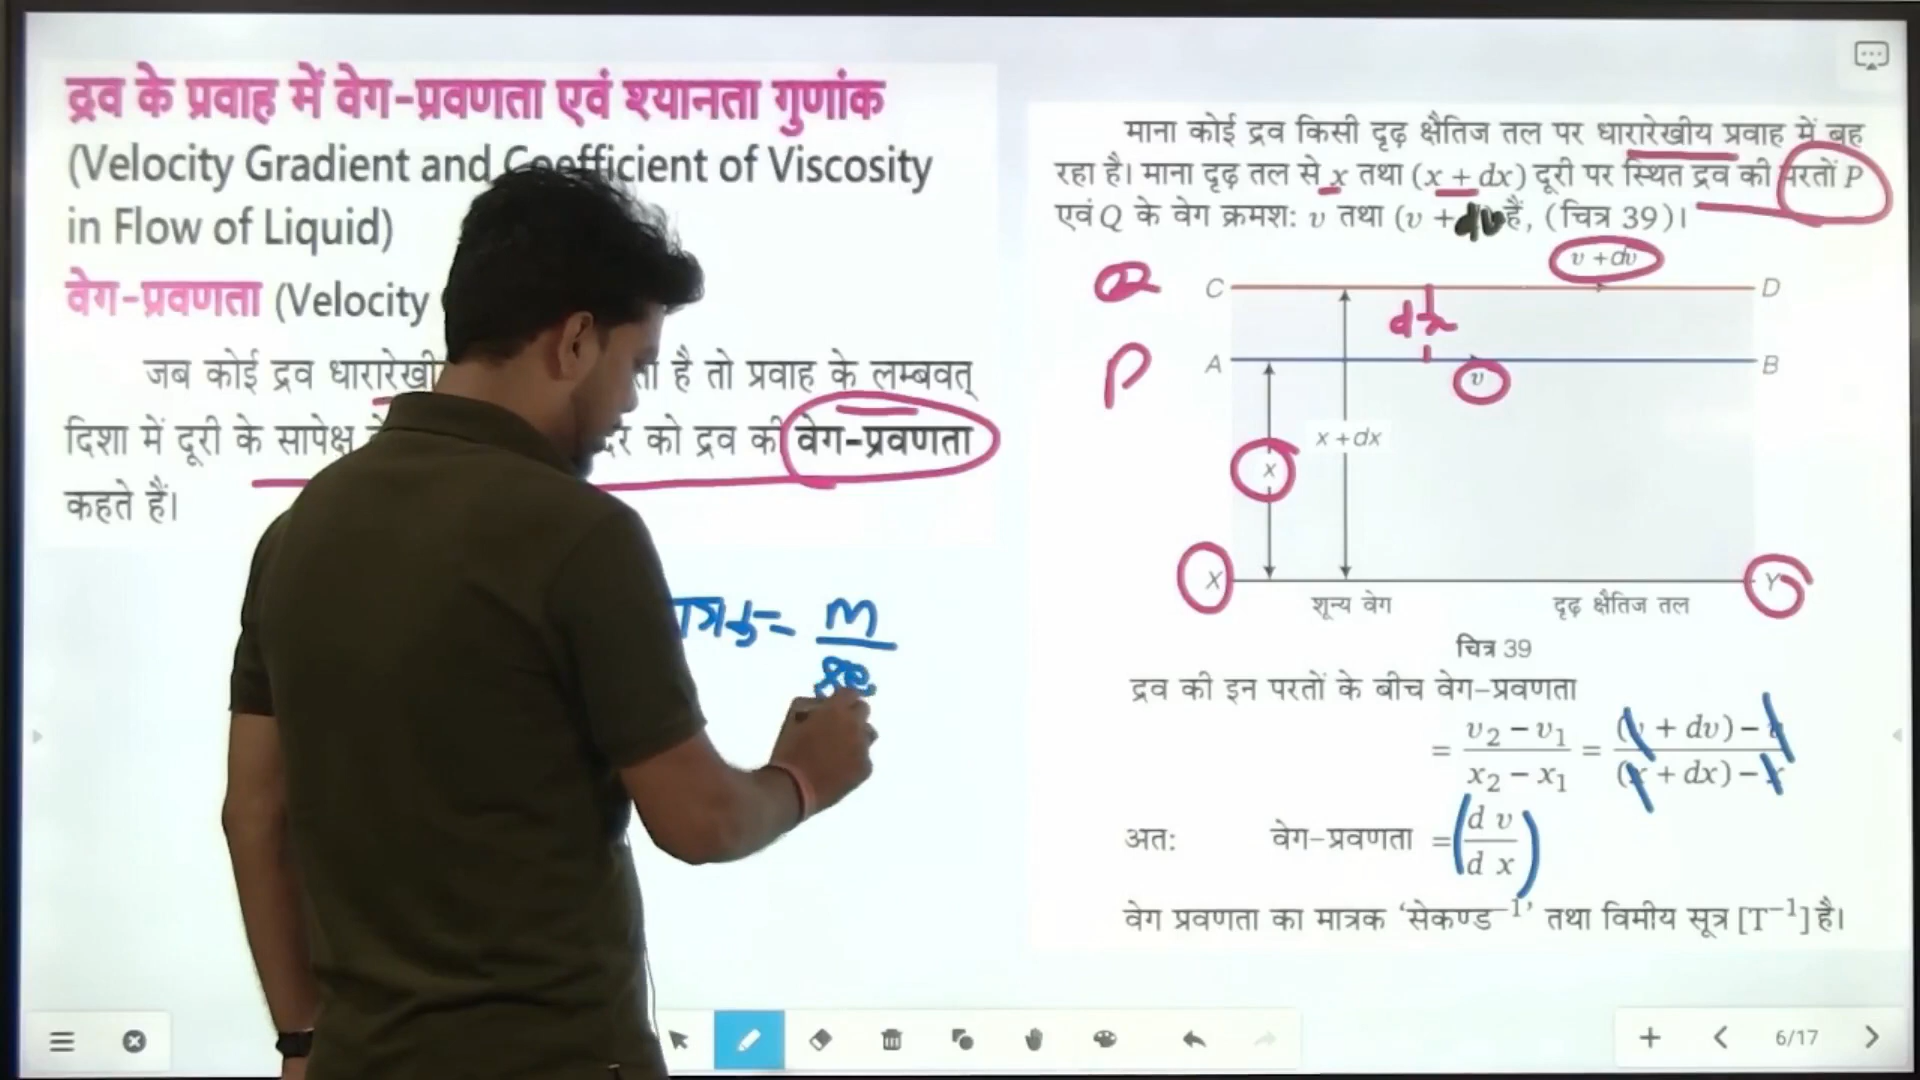 द्रव के प्रवाह में वेग-प्रवणता एवं श्यानता गुणांक
(Velocity Gradient and Coefficient of Viscosity
in Flow of Liquid)
वेग-प्रवणता (Velocity
जब कोई द्रव धारारेखी है तो प्रवाह के लम्बवत्
दिशा में दूरी के सापेक्ष को द्रव की वेग-प्रवणता
कहते हैं।
= m
माना कोई द्रव किसी दृढ़ क्षैतिज तल पर धारारेखीय प्रवाह में बह
रहा है। माना दृढ़ तल से x तथा (x + dx) दूरी पर स्थित द्रव की परतों P
एवं Q के वेग क्रमश: v तथा (v + dv हैं, (चित्र 39)।
v + dv
Q C D
dx
P A B
v
x + dx
x
X Y
शून्य वेग दृढ़ क्षैतिज तल
चित्र 39
द्रव की इन परतों के बीच वेग-प्रवणता
= (v₂ – v₁)/(x₂ – x₁) = ((v + dv) – v)/((x + dx) – x)
अत: वेग-प्रवणता = (d v/d x)
वेग प्रवणता का मात्रक ‘सेकण्ड⁻¹’ तथा विमीय सूत्र [T⁻¹] है।
6/17